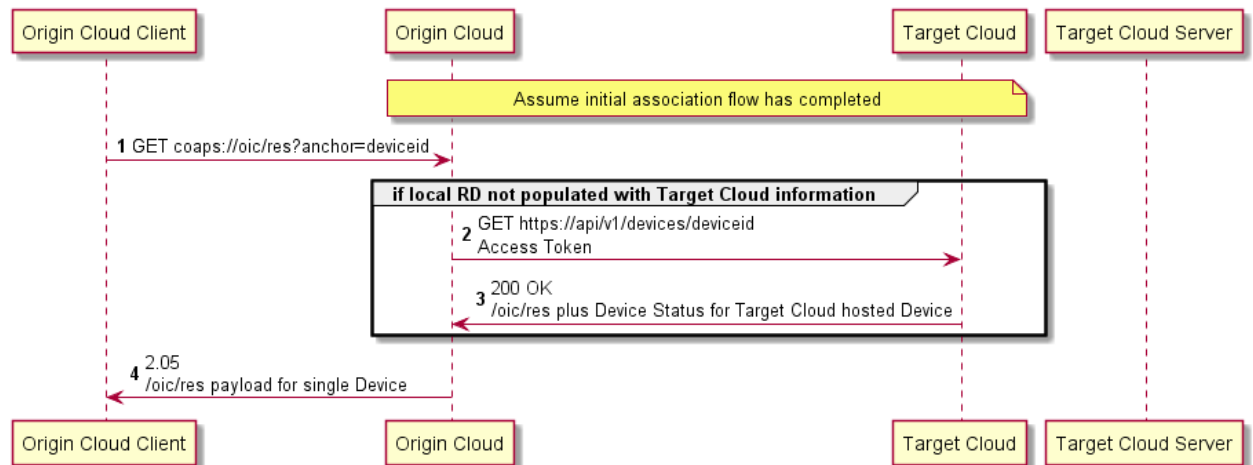 Origin Cloud Client
Origin Cloud
Target Cloud
Target Cloud Server
Assume initial association flow has completed
1 GET coaps://oic/res?anchor=deviceid
if local RD not populated with Target Cloud information
2 GET https://api/v1/devices/deviceid
Access Token
3 200 OK
/oic/res plus Device Status for Target Cloud hosted Device
4 2.05
/oic/res payload for single Device
Origin Cloud Client
Origin Cloud
Target Cloud
Target Cloud Server